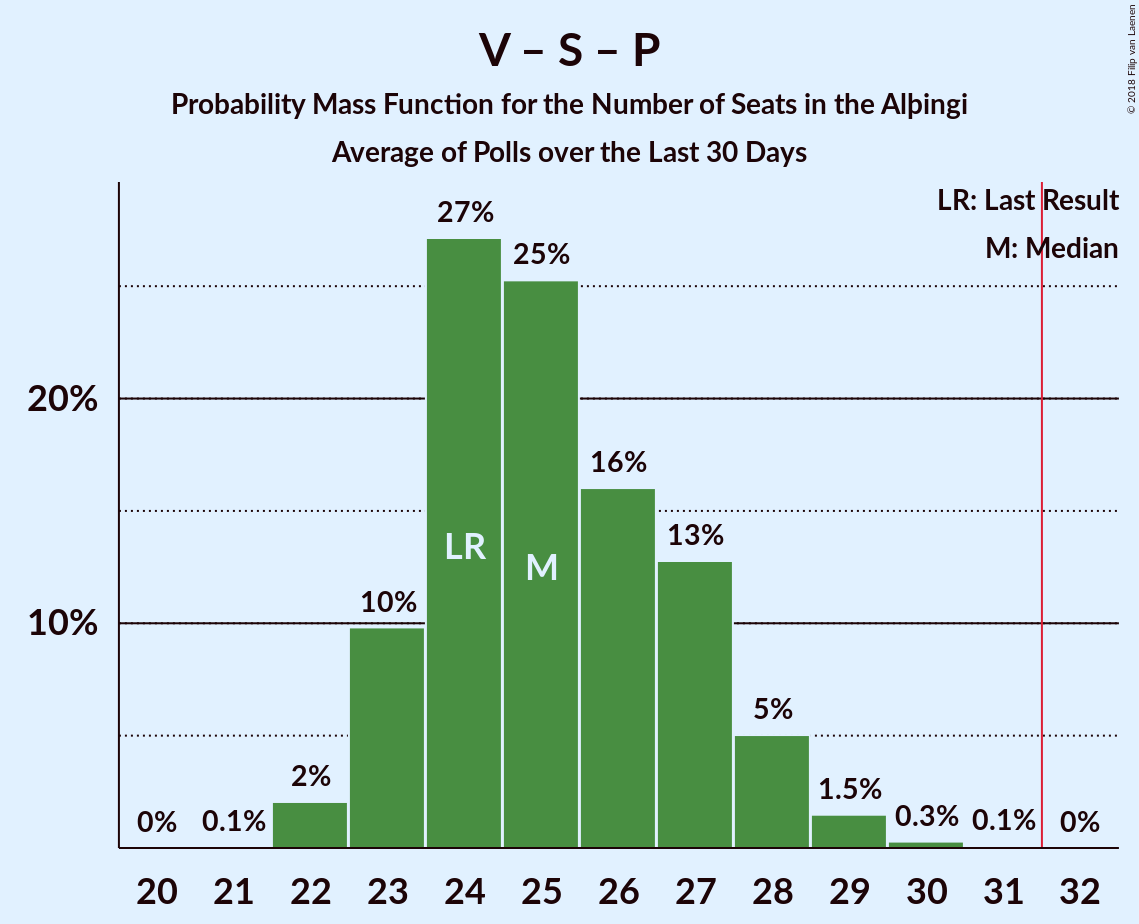 V – S – P
Probability Mass Function for the Number of Seats in the Alþingi
Average of Polls over the Last 30 Days
© 2018 Filip van Laenen
LR: Last Result
M: Median
27%
25%
20%
16%
13%
LR
M
10%
10%
5%
2%
1.5%
0% 0.1% 0.3% 0.1% 0%
20 21 22 23 24 25 26 27 28 29 30 31 32